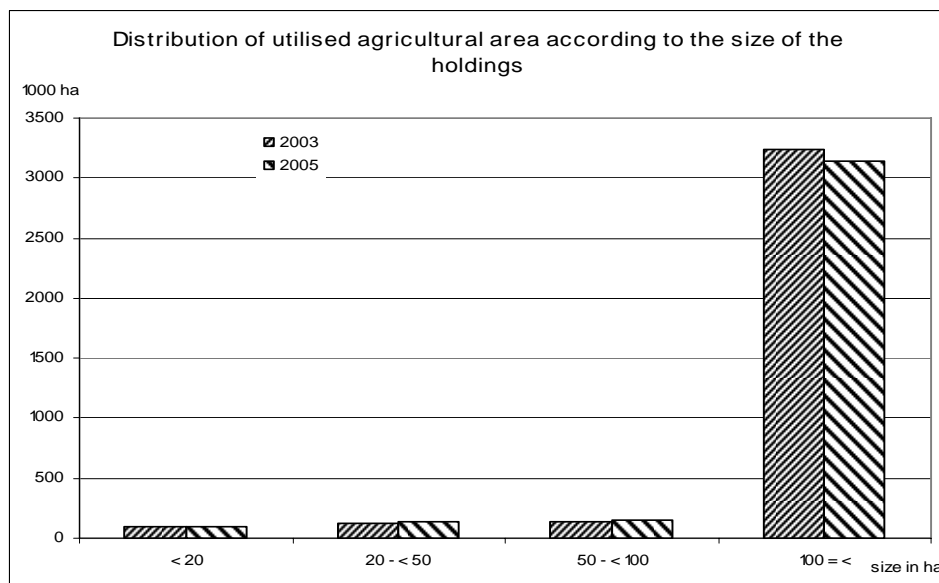 Distribution of utilised agricultural area according to the size of the
holdings
1000 ha
3500
3000
2500
2000
1500
1000
500
0
2003
2005
< 20
20 - < 50
50 - < 100
100 = <
size in ha